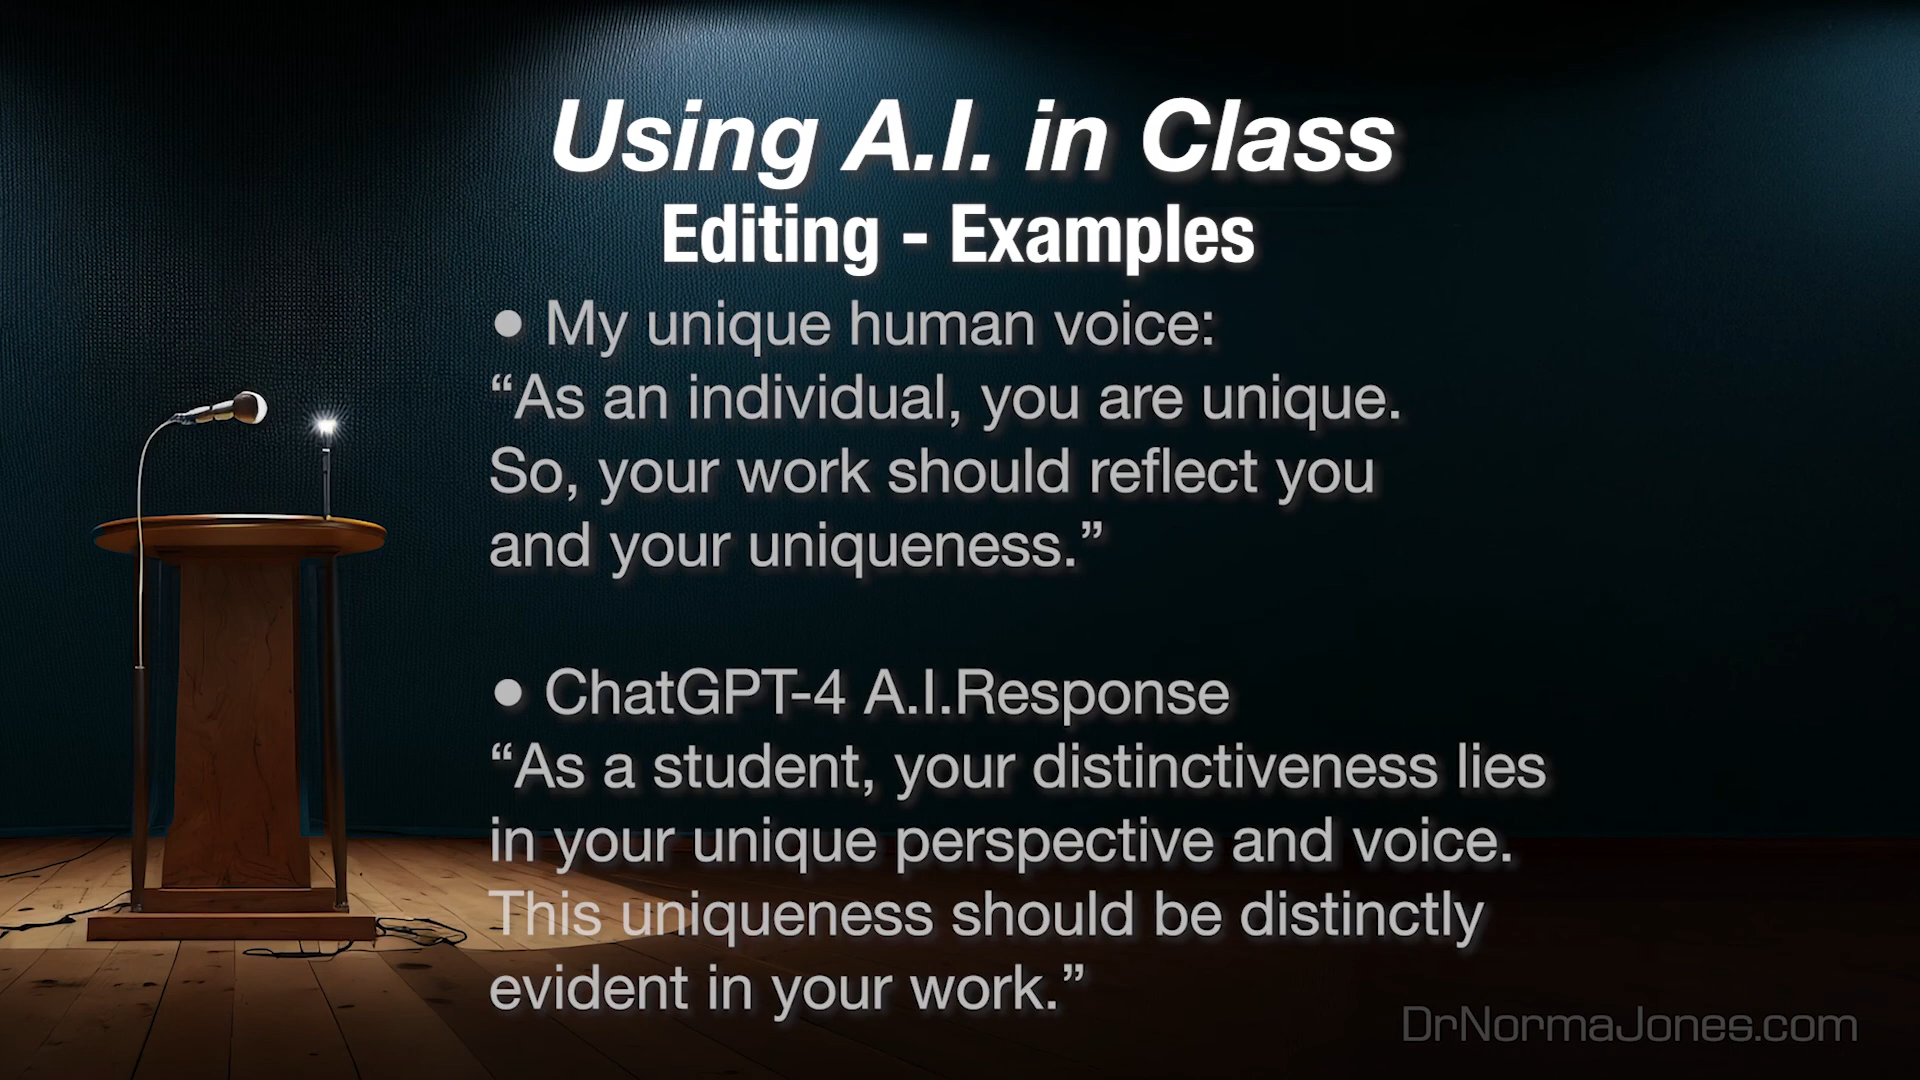 Using A.I. in Class
Editing - Examples
• My unique human voice:
“As an individual, you are unique.
So, your work should reflect you
and your uniqueness.”
• ChatGPT-4 A.I.Response
“As a student, your distinctiveness lies
in your unique perspective and voice.
This uniqueness should be distinctly
evident in your work.”
DrNormaJones.com